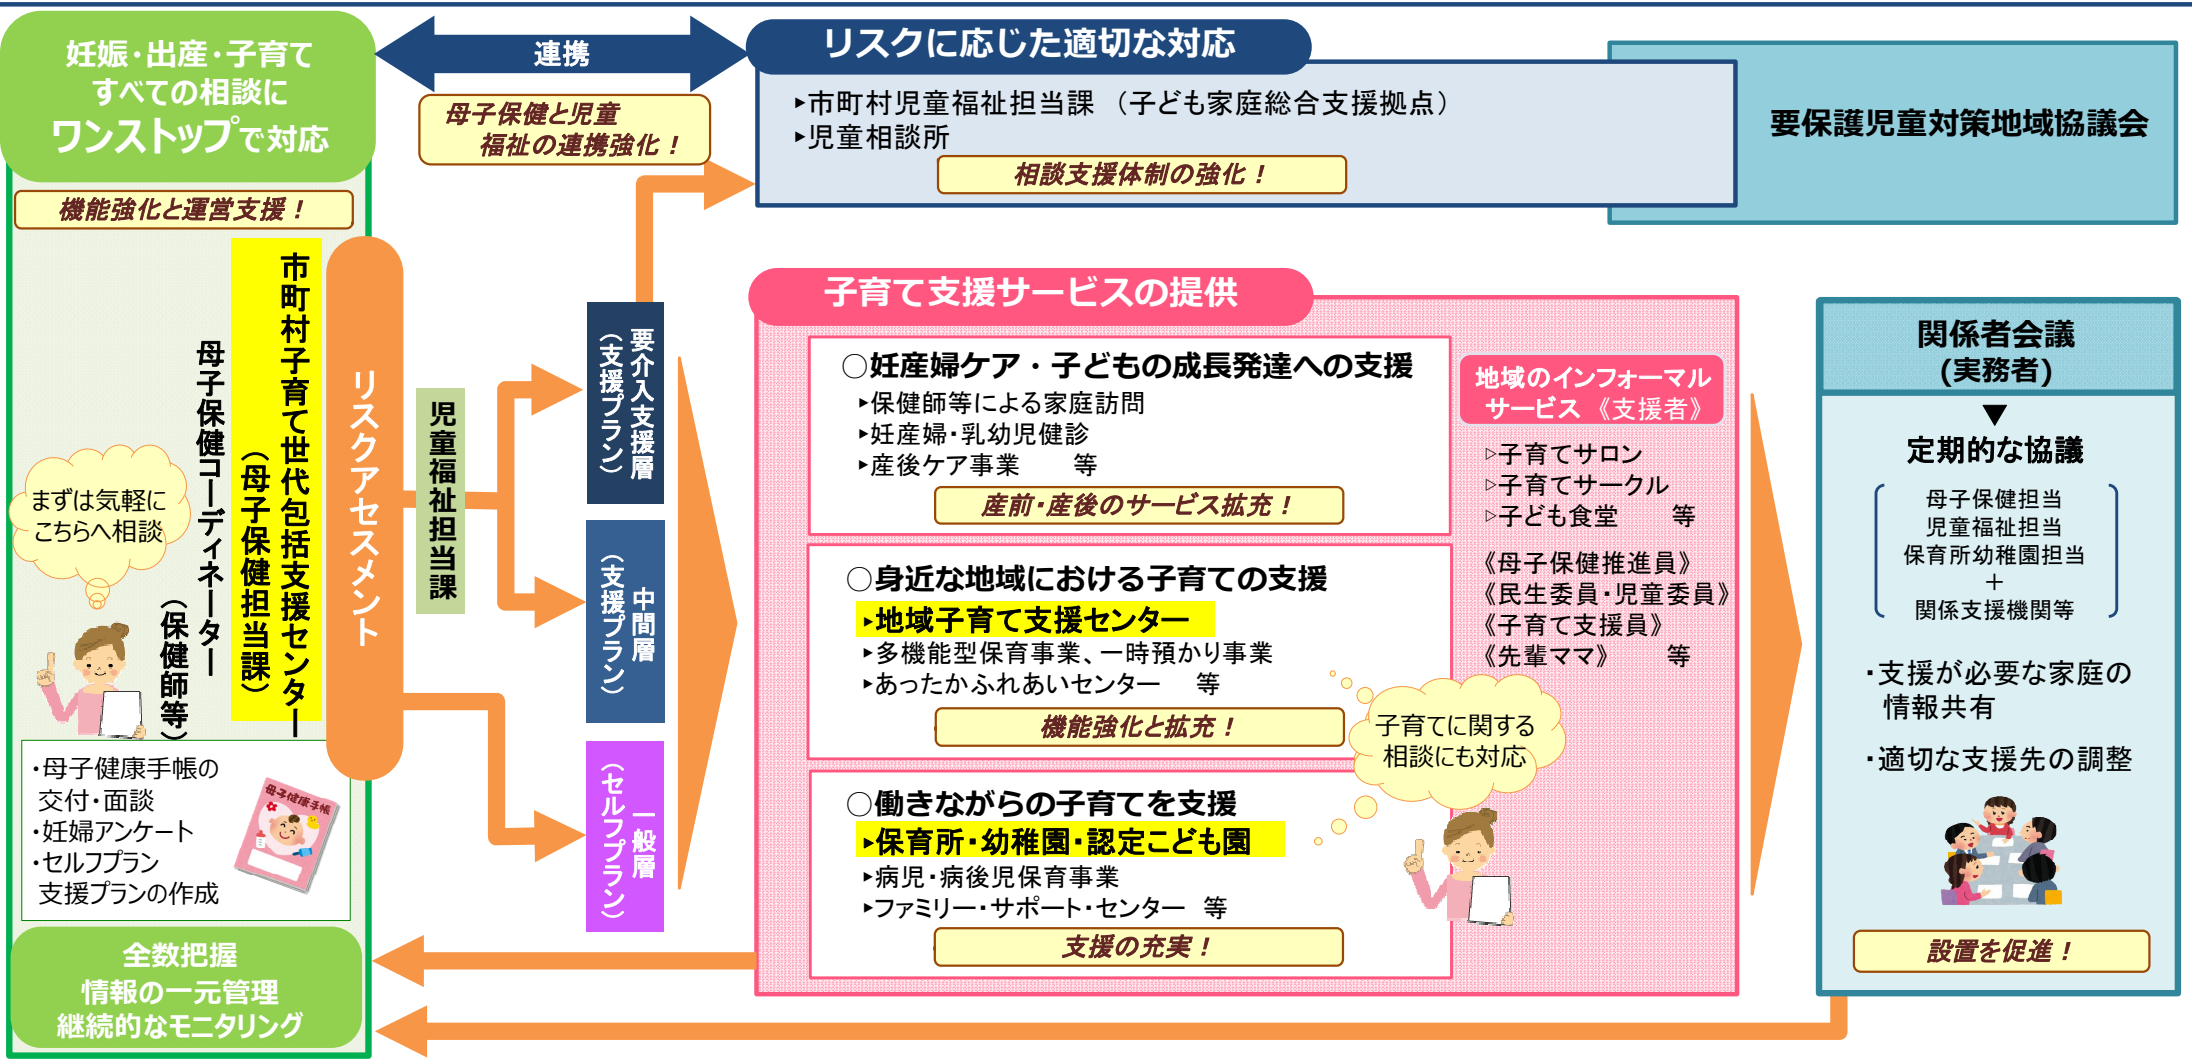 妊娠・出産・子育て
すべての相談に
ワンストップで対応
機能強化と運営支援！
市町村子育て世代包括支援センター
（母子保健担当課）
母子保健コーディネーター
（保健師等）
まずは気軽に
こちらへ相談
・母子健康手帳の
交付・面談
・妊婦アンケート
・セルフプラン
支援プランの作成
母子健康手帳
全数把握
情報の一元管理
継続的なモニタリング
リスクアセスメント
連携
母子保健と児童
福祉の連携強化！
児童福祉担当課
要介入支援層
（支援プラン）
中間層
（支援プラン）
一般層
（セルフプラン）
リスクに応じた適切な対応
▸市町村児童福祉担当課 （子ども家庭総合支援拠点）
▸児童相談所
相談支援体制の強化！
要保護児童対策地域協議会
子育て支援サービスの提供
○妊産婦ケア・子どもの成長発達への支援
▸保健師等による家庭訪問
▸妊産婦・乳幼児健診
▸産後ケア事業 等
産前・産後のサービス拡充！
○身近な地域における子育ての支援
▸地域子育て支援センター
▸多機能型保育事業、一時預かり事業
▸あったかふれあいセンター 等
機能強化と拡充！
○働きながらの子育てを支援
▸保育所・幼稚園・認定こども園
▸病児・病後児保育事業
▸ファミリー・サポート・センター 等
支援の充実！
地域のインフォーマル
サービス《支援者》
▹子育てサロン
▹子育てサークル
▹子ども食堂 等
《母子保健推進員》
《民生委員・児童委員》
《子育て支援員》
《先輩ママ》 等
子育てに関する
相談にも対応
関係者会議
(実務者)
▼
定期的な協議
母子保健担当
児童福祉担当
保育所幼稚園担当
＋
関係支援機関等
・支援が必要な家庭の
情報共有
・適切な支援先の調整
設置を促進！